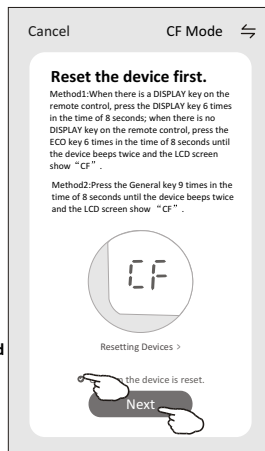 Cancel CF Mode
Reset the device first.
Method1:When there is a DISPLAY key on the
remote control, press the DISPLAY key 6 times
in the time of 8 seconds; when there is no
DISPLAY key on the remote control, press the
ECO key 6 times in the time of 8 seconds until
the device beeps twice and the LCD screen
show “CF”.
Method2:Press the General key 9 times in the
time of 8 seconds until the device beeps twice
and the LCD screen show “CF”.
CF
Resetting Devices >
the device is reset.
Next